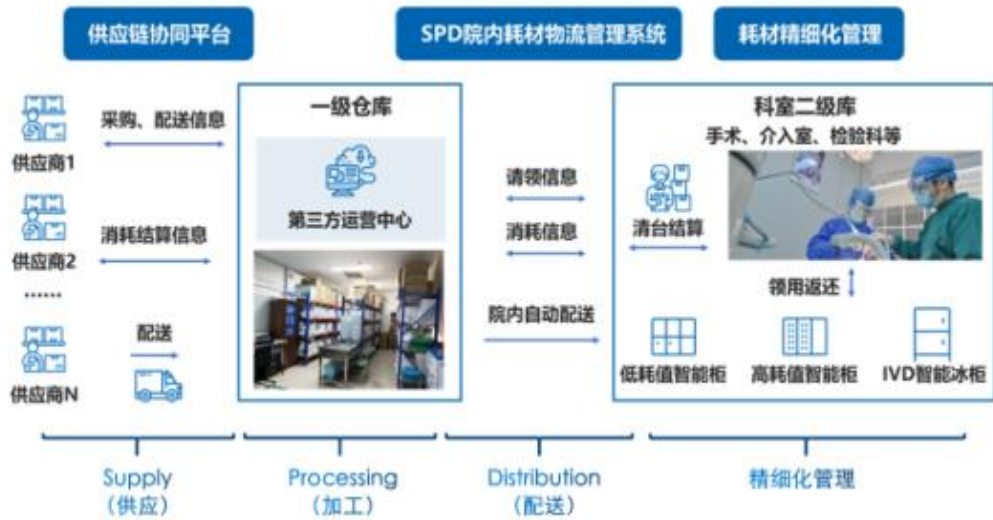 供应链协同平台
SPD院内耗材物流管理系统
耗材精细化管理
采购、配送信息
供应商1
消耗结算信息
供应商2
......
配送
供应商N
一级仓库
第三方运营中心
请领信息
消耗信息
院内自动配送
科室二级库
手术、介入室、检验科等
清台结算
领用返还
低耗值智能柜
高耗值智能柜
IVD智能冰柜
Supply
（供应）
Processing
（加工）
Distribution
（配送）
精细化管理